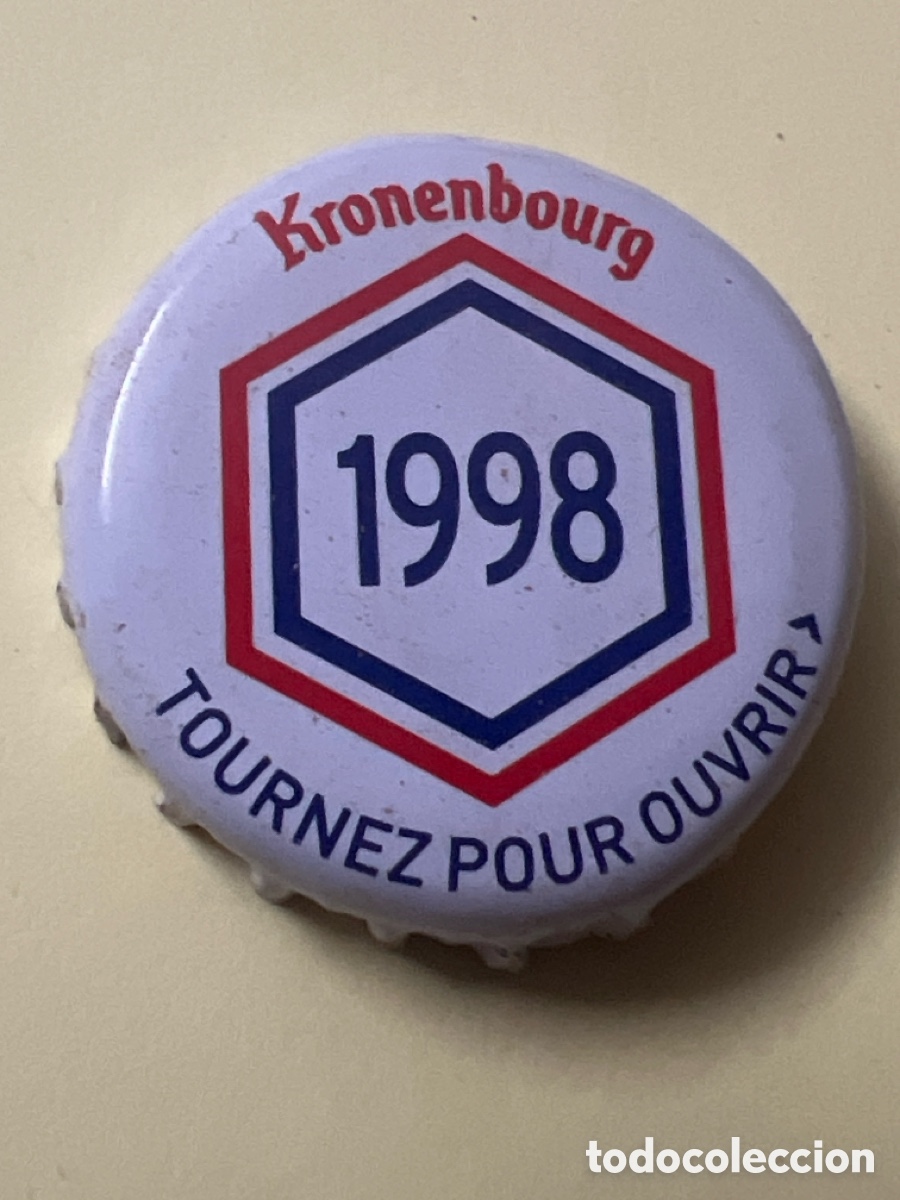 Kronenbourg
1998
TOURNEZ POUR OUVRIR >
todocoleccion